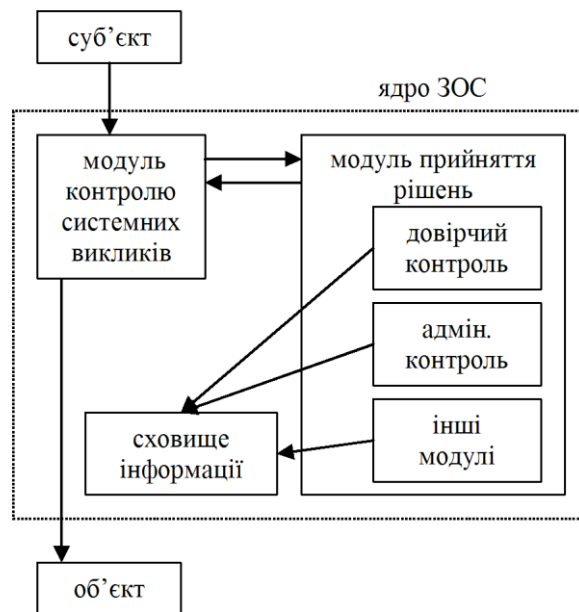 суб’єкт
ядро ЗОС
модуль
контролю
системних
викликів
модуль прийняття
рішень
довірчий
контроль
адмін.
контроль
інші
модулі
сховище
інформації
об’єкт